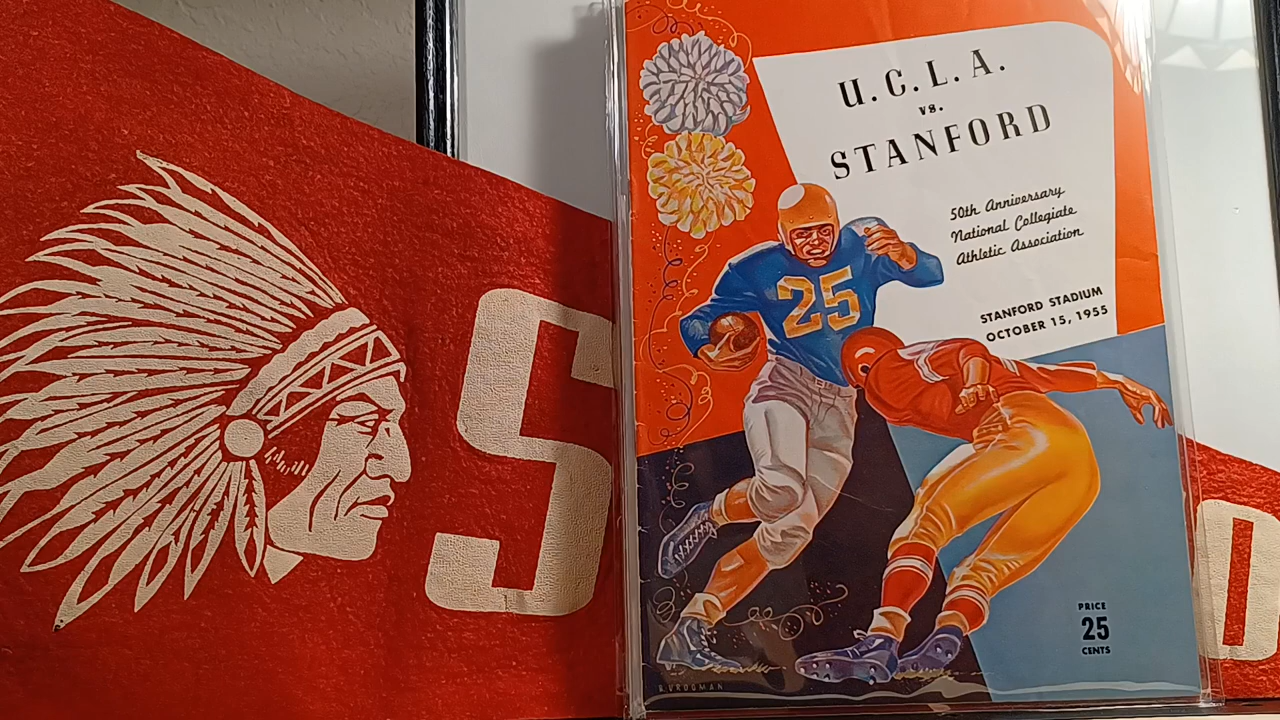 S
U.C.L.A.
vs.
STANFORD
50th Anniversary
National Collegiate
Athletic Association
STANFORD STADIUM
OCTOBER 15, 1955
25
PRICE
25
CENTS